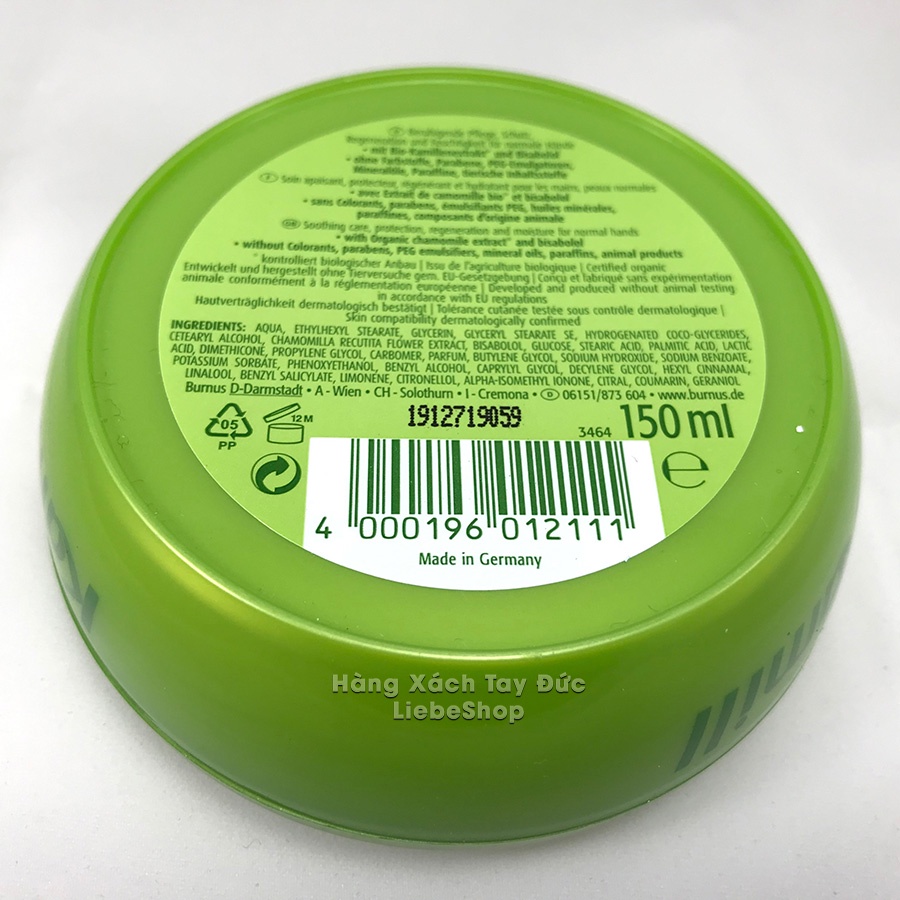 D Beruhigende Pflege, Schutz,
Regeneration und Feuchtigkeit für normale Hände
• mit Bio-Kamillenextrakt* und Bisabolol
• ohne Farbstoffe, Parabene, PEG-Emulgatoren,
Mineralöle, Paraffine, tierische Inhaltsstoffe
F Soin apaisant, protecteur, régénérant et hydratant pour les mains, peaux normales
• avec Extrait de camomille bio* et bisabolol
• sans Colorants, parabens, émulsifiants PEG, huiles minérales,
paraffines, composants d'origine animale
GB Soothing care, protection, regeneration and moisture for normal hands
• with Organic chamomile extract* and bisabolol
• without Colorants, parabens, PEG emulsifiers, mineral oils, paraffins, animal products
* kontrolliert biologischer Anbau | Issu de l'agriculture biologique | Certified organic
Entwickelt und hergestellt ohne Tierversuche gem. EU-Gesetzgebung | Conçu et fabriqué sans expérimentation
animale conformément à la réglementation européenne | Developed and produced without animal testing
in accordance with EU regulations
Hautverträglichkeit dermatologisch bestätigt | Tolérance cutanée testée sous contrôle dermatologique |
Skin compatibility dermatologically confirmed
INGREDIENTS: AQUA, ETHYLHEXYL STEARATE, GLYCERIN, GLYCERYL STEARATE SE, HYDROGENATED COCO-GLYCERIDES,
CETEARYL ALCOHOL, CHAMOMILLA RECUTITA FLOWER EXTRACT, BISABOLOL, GLUCOSE, STEARIC ACID, PALMITIC ACID, LACTIC
ACID, DIMETHICONE, PROPYLENE GLYCOL, CARBOMER, PARFUM, BUTYLENE GLYCOL, SODIUM HYDROXIDE, SODIUM BENZOATE,
POTASSIUM SORBATE, PHENOXYETHANOL, BENZYL ALCOHOL, CAPRYLYL GLYCOL, DECYLENE GLYCOL, HEXYL CINNAMAL,
LINALOOL, BENZYL SALICYLATE, LIMONENE, CITRONELLOL, ALPHA-ISOMETHYL IONONE, CITRAL, COUMARIN, GERANIOL
Burnus D-Darmstadt • A - Wien • CH - Solothurn • I - Cremona • D 06151/873 604 • www.burnus.de
1912719059
3464 150 ml
05
PP
12 M
e
4 000196 012111
Made in Germany
Hàng Xách Tay Đức
LiebeShop